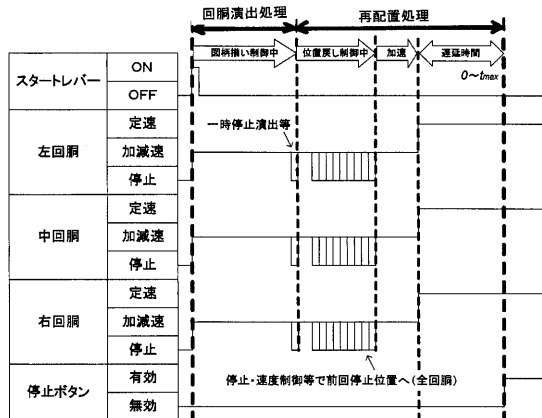 回胴演出処理
再配置処理
図柄揃い制御中
位置戻し制御中
加速
遅延時間
0～tmax
スタートレバー
ON
OFF
左回胴
定速
加減速
停止
一時停止演出等
中回胴
定速
加減速
停止
右回胴
定速
加減速
停止
停止・速度制御等で前回停止位置へ(全回胴)
停止ボタン
有効
無効